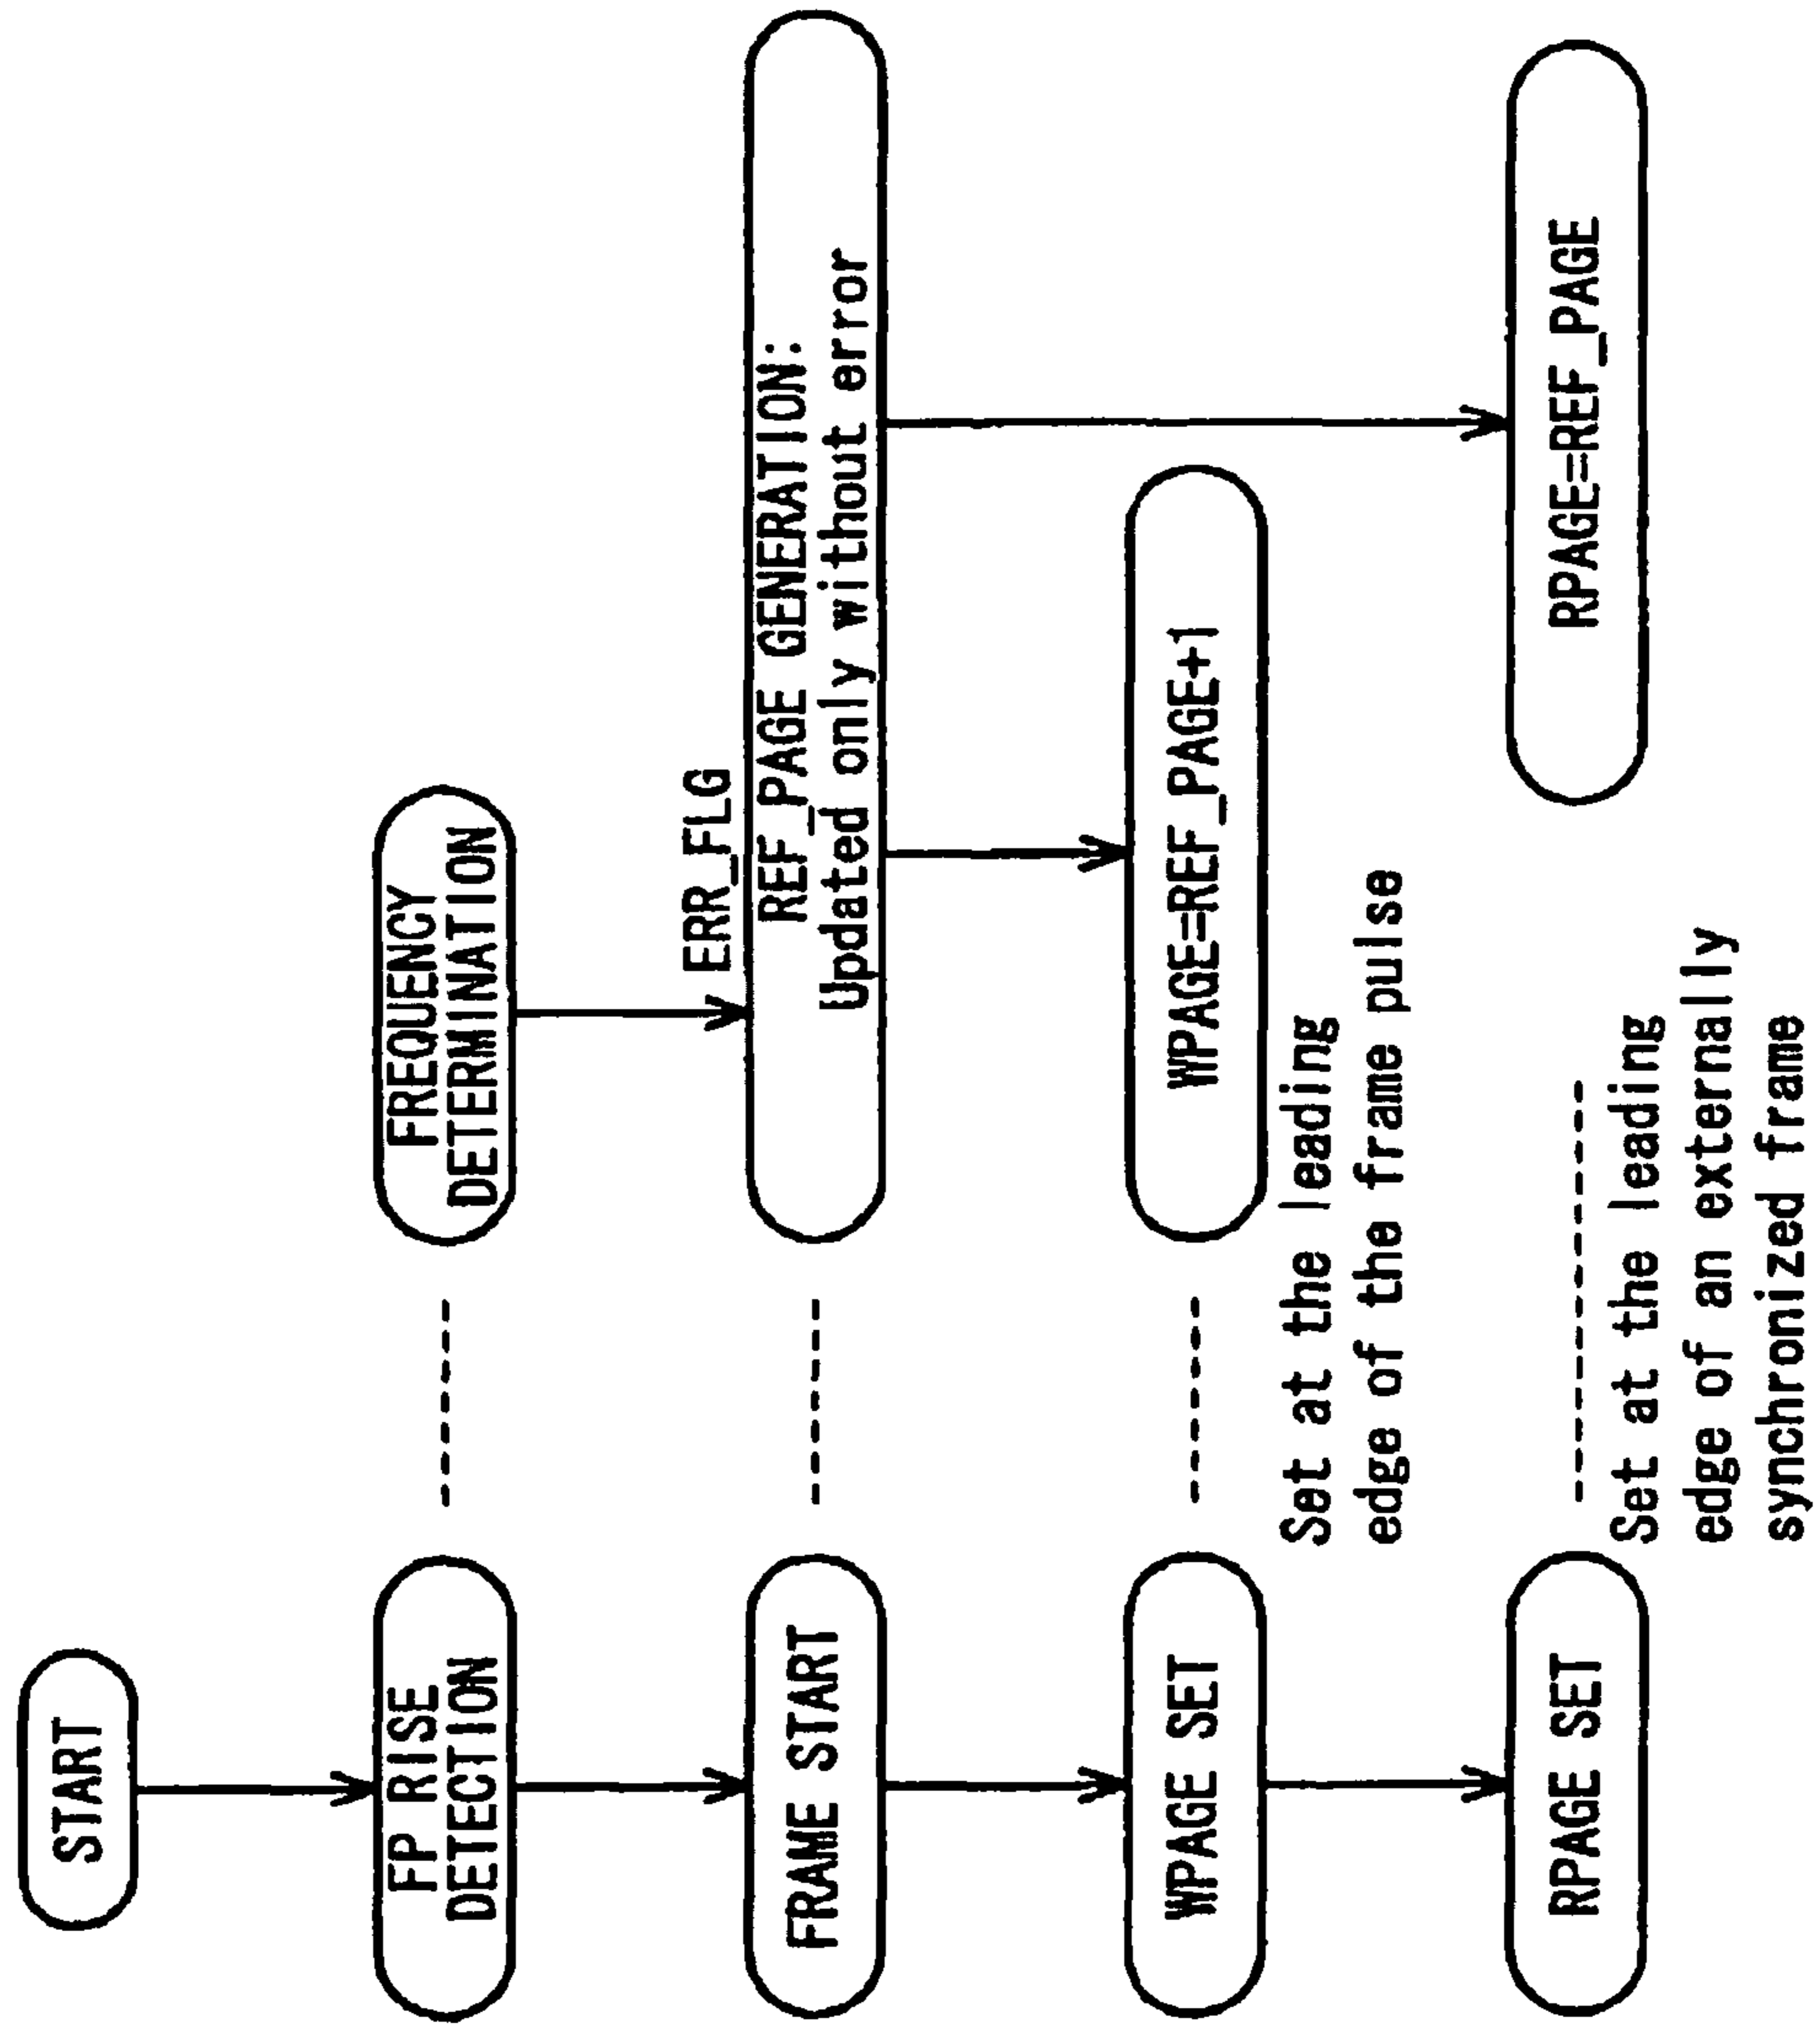 START
FP RISE
DETECTION
FREQUENCY
DETERMINATION
ERR_FLG
FRAME START
REF_PAGE GENERATION:
Updated only without error
WPAGE SET
WPAGE=REF_PAGE+1
Set at the leading
edge of the frame pulse
RPAGE SET
RPAGE=REF_PAGE
Set at the leading
edge of an externally
synchronized frame